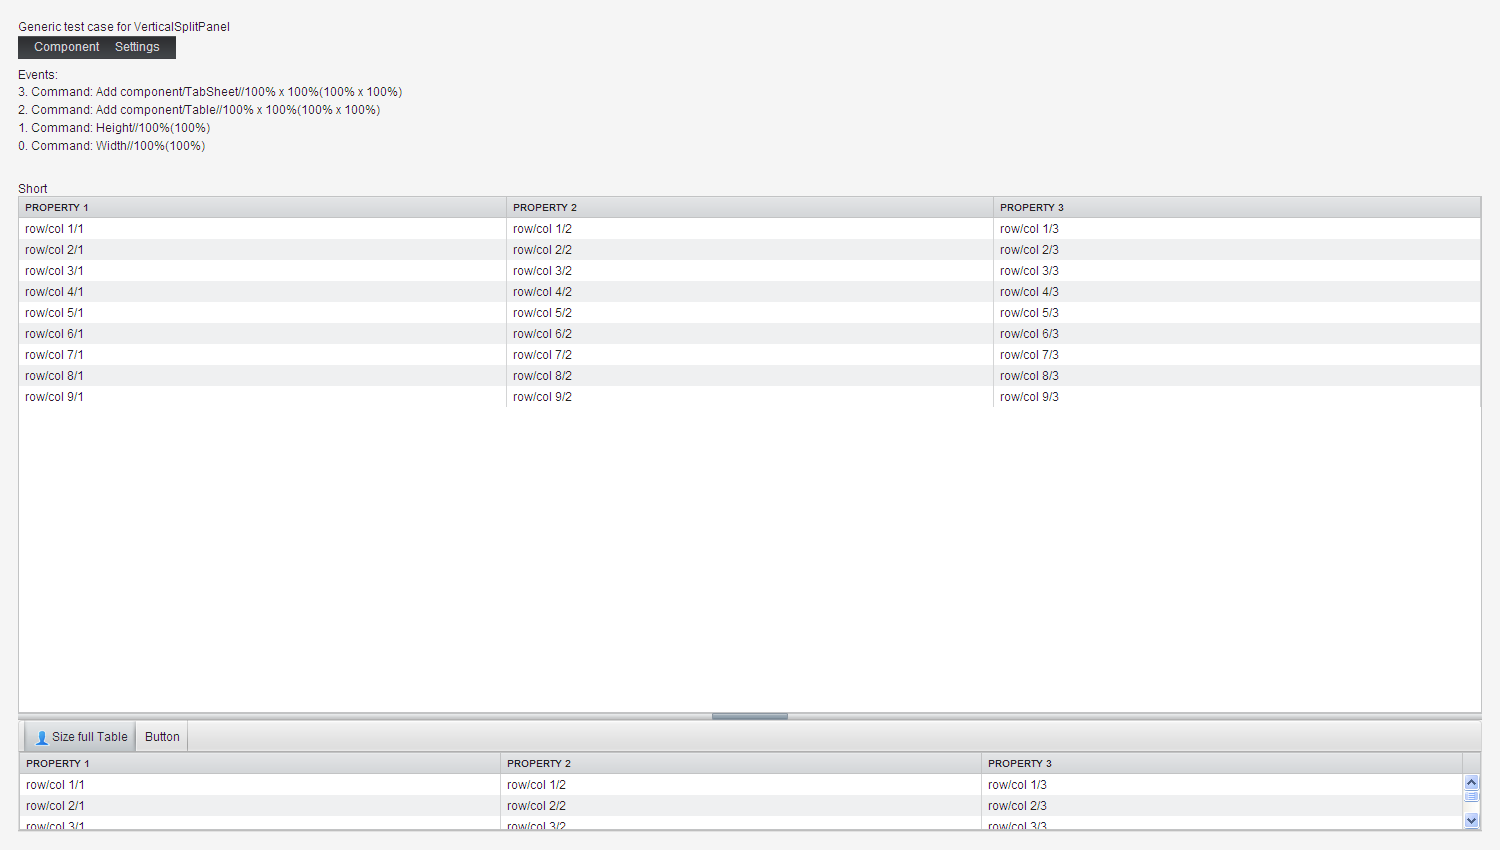 Generic test case for VerticalSplitPanel
Component Settings
Events:
3. Command: Add component/TabSheet//100% x 100%(100% x 100%)
2. Command: Add component/Table//100% x 100%(100% x 100%)
1. Command: Height//100%(100%)
0. Command: Width//100%(100%)
Short
PROPERTY 1 PROPERTY 2 PROPERTY 3
row/col 1/1 row/col 1/2 row/col 1/3
row/col 2/1 row/col 2/2 row/col 2/3
row/col 3/1 row/col 3/2 row/col 3/3
row/col 4/1 row/col 4/2 row/col 4/3
row/col 5/1 row/col 5/2 row/col 5/3
row/col 6/1 row/col 6/2 row/col 6/3
row/col 7/1 row/col 7/2 row/col 7/3
row/col 8/1 row/col 8/2 row/col 8/3
row/col 9/1 row/col 9/2 row/col 9/3
Size full Table Button
PROPERTY 1 PROPERTY 2 PROPERTY 3
row/col 1/1 row/col 1/2 row/col 1/3
row/col 2/1 row/col 2/2 row/col 2/3
row/col 3/1 row/col 3/2 row/col 3/3